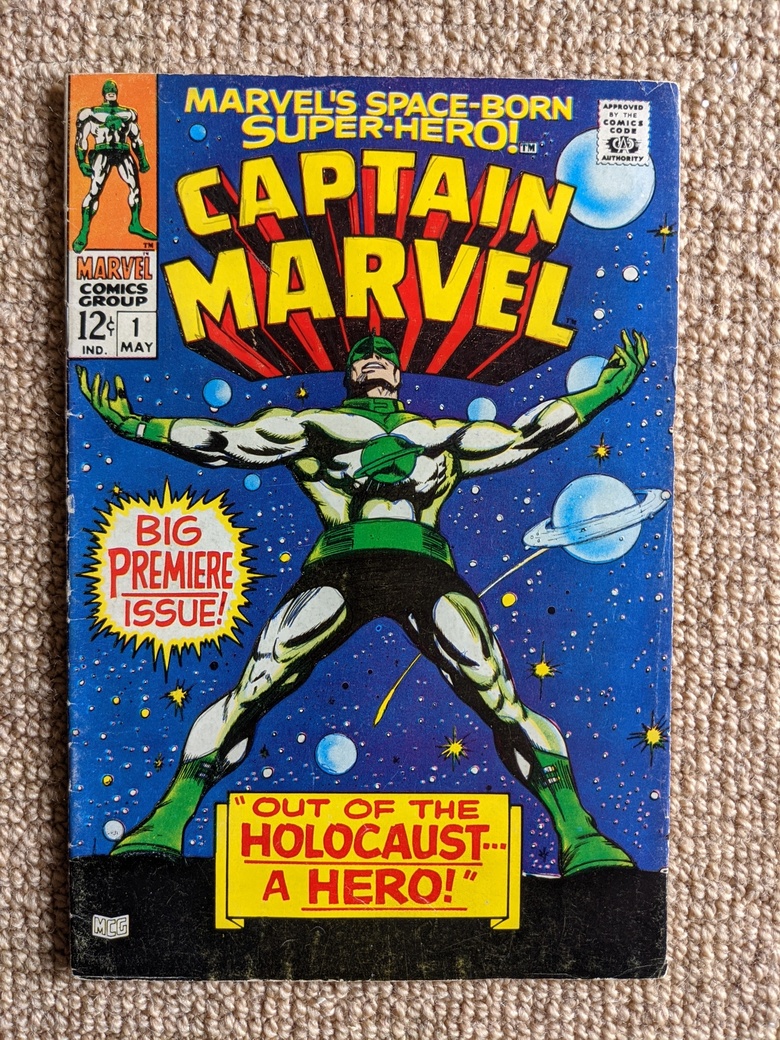 MARVEL'S SPACE-BORN
SUPER-HERO! TM
CAPTAIN
MARVEL
TM
APPROVED
BY THE
COMICS
CODE
CA
AUTHORITY
TM
MARVEL
COMICS
GROUP
12¢ 1
IND. MAY
BIG
PREMIERE
ISSUE!
"OUT OF THE
HOLOCAUST...
A HERO!"
MCG